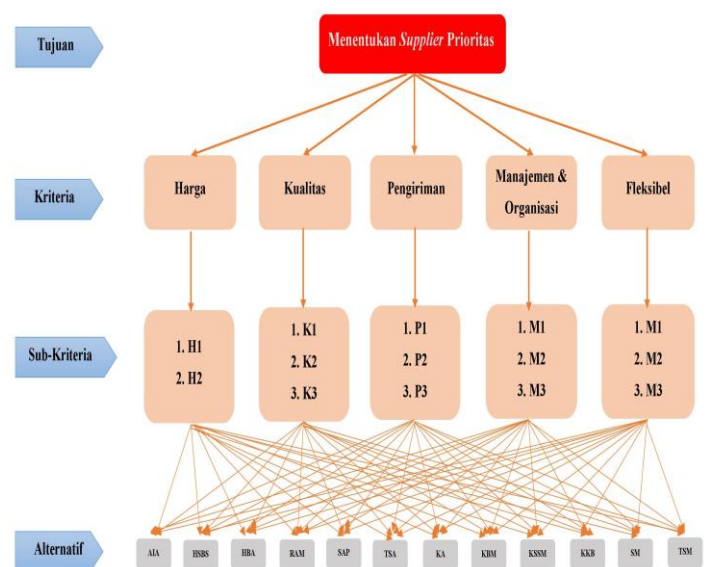 Tujuan
Menentukan Supplier Prioritas
Kriteria
Harga
Kualitas
Pengiriman
Manajemen &
Organisasi
Fleksibel
Sub-Kriteria
1. H1
2. H2
1. K1
2. K2
3. K3
1. P1
2. P2
3. P3
1. M1
2. M2
3. M3
1. M1
2. M2
3. M3
Alternatif
AIA
HSBS
HBA
RAM
SAP
TSA
KA
KBM
KSSM
KKB
SM
TSM